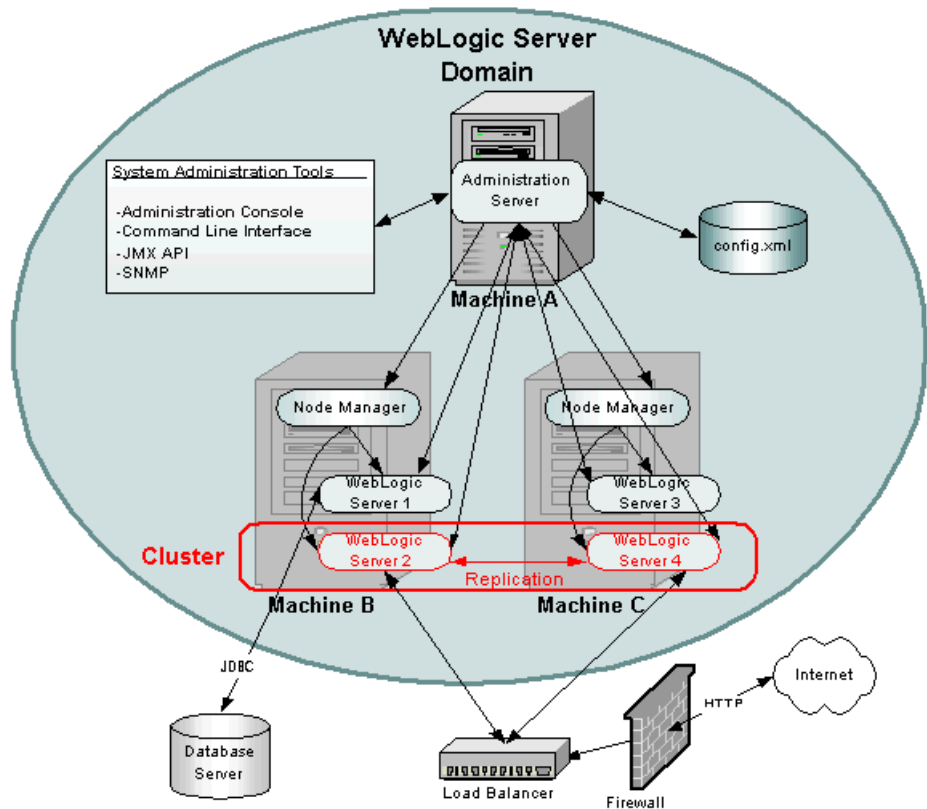 WebLogic Server
Domain
System Administration Tools
-Administration Console
-Command Line Interface
-JMX API
-SNMP
Administration
Server
config.xml
Machine A
Node Manager
Node Manager
WebLogic
Server 1
WebLogic
Server 3
Cluster
WebLogic
Server 2
WebLogic
Server 4
Replication
Machine B
Machine C
JDBC
HTTP
Internet
Database
Server
Load Balancer
Firewall